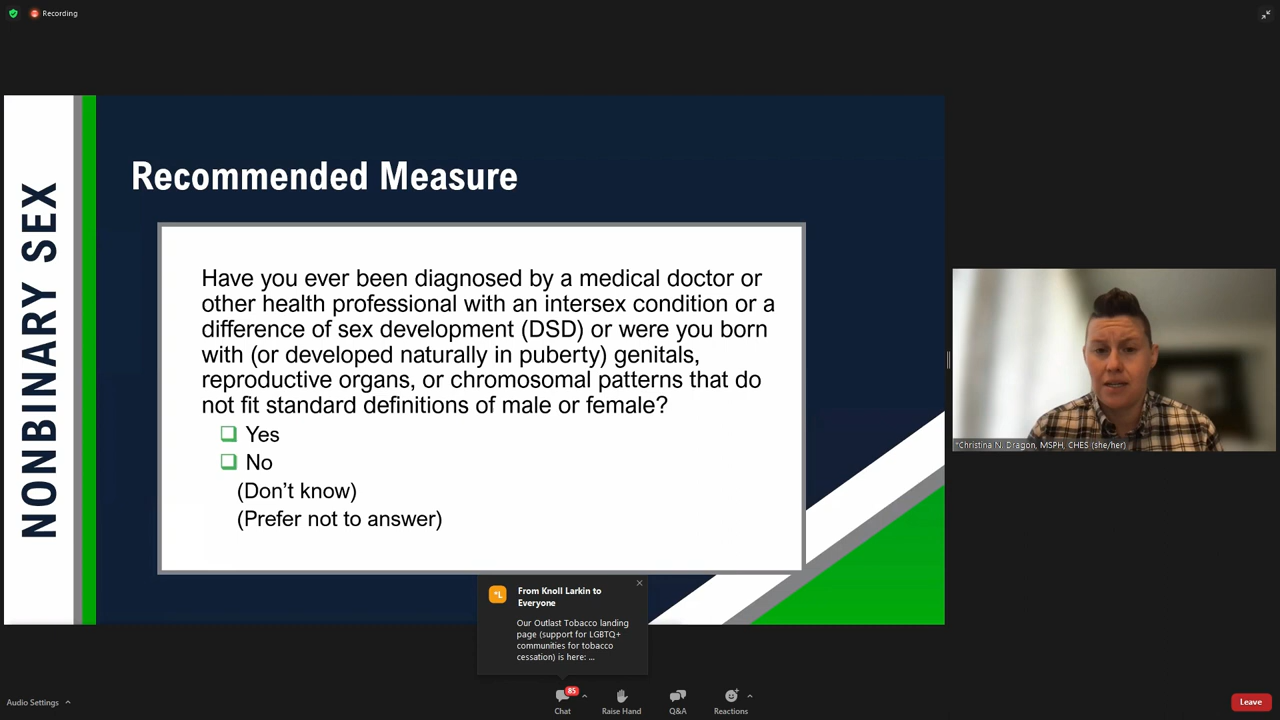 Recording
NONBINARY SEX
Recommended Measure
Have you ever been diagnosed by a medical doctor or
other health professional with an intersex condition or a
difference of sex development (DSD) or were you born
with (or developed naturally in puberty) genitals,
reproductive organs, or chromosomal patterns that do
not fit standard definitions of male or female?
Yes
No
(Don't know)
(Prefer not to answer)
*Christina N. Dragon, MSPH, CHES (she/her)
*L
From Knoll Larkin to
Everyone
Our Outlast Tobacco landing
page (support for LGBTQ+
communities for tobacco
cessation) is here: ...
Audio Settings
85
Chat
Raise Hand
Q&A
Reactions
Leave